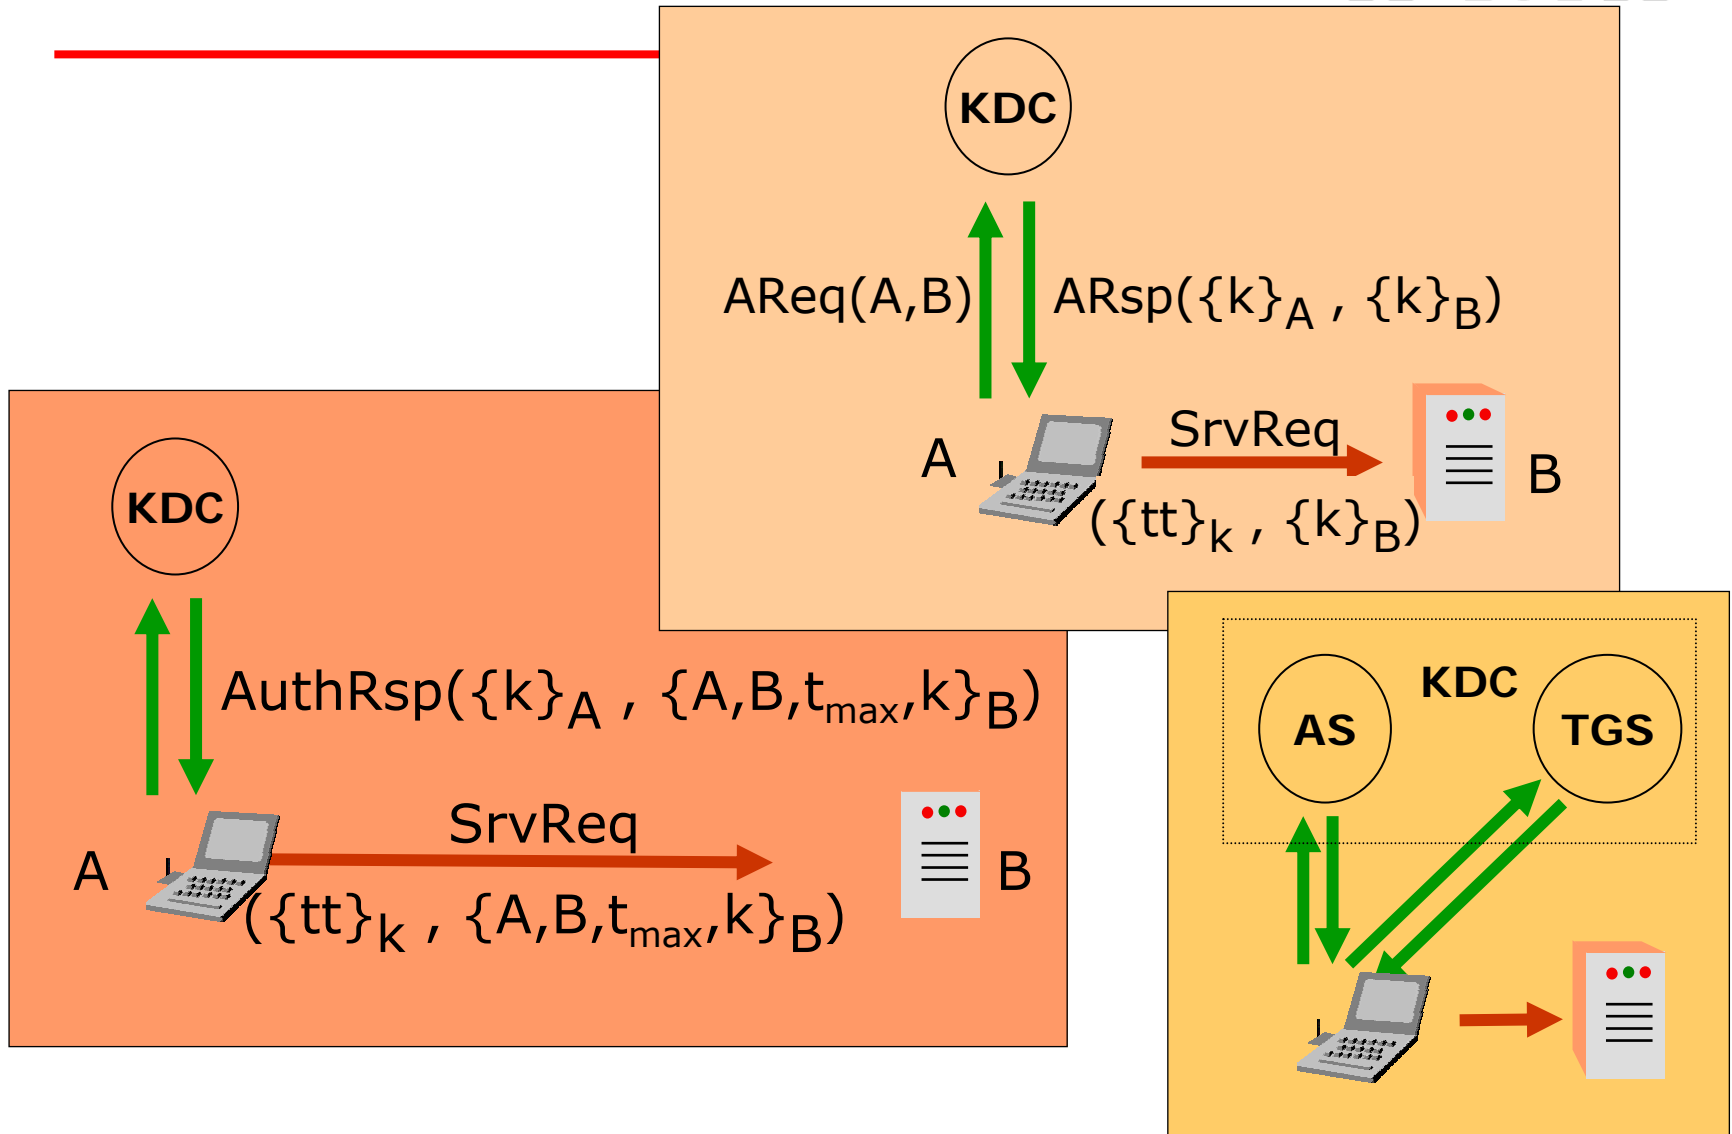 KDC
AReq(A,B) ARsp({k}A , {k}B)
A SrvReq B
({tt}k , {k}B)
KDC
AuthRsp({k}A , {A,B,tmax,k}B)
A SrvReq B
({tt}k , {A,B,tmax,k}B)
KDC
AS TGS